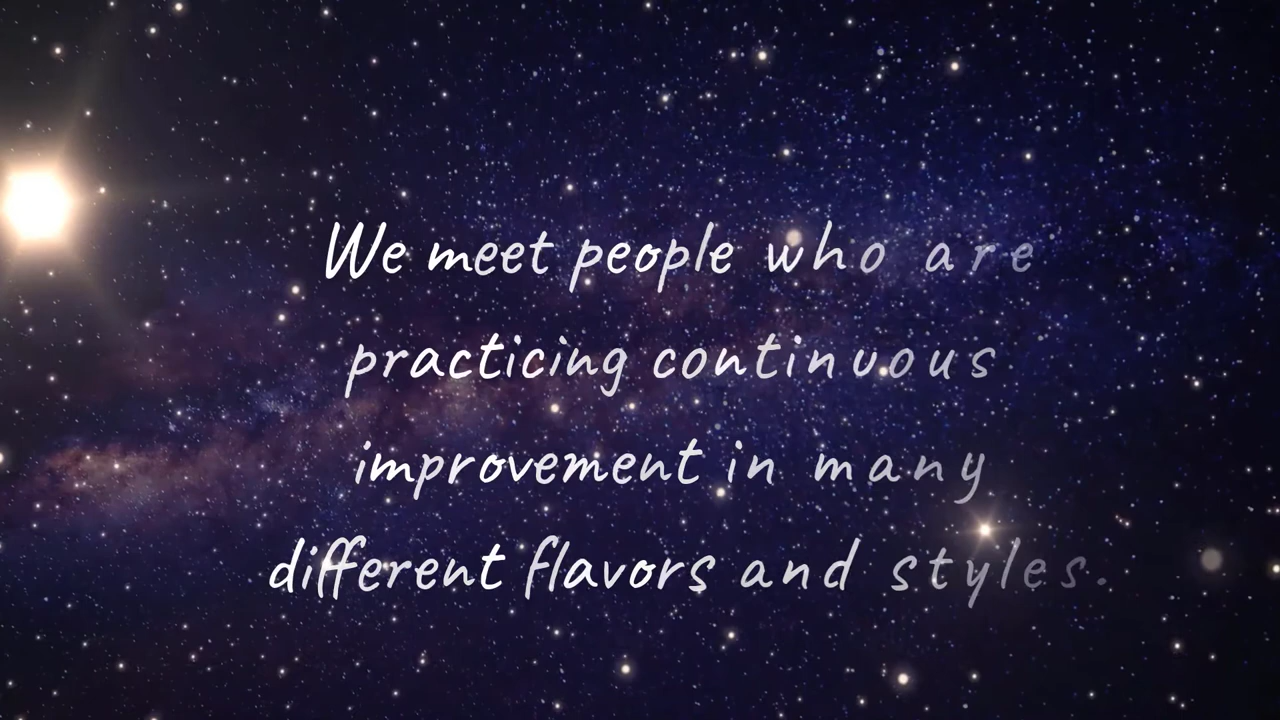 We meet people who are
practicing continuous
improvement in many
different flavors and styles.